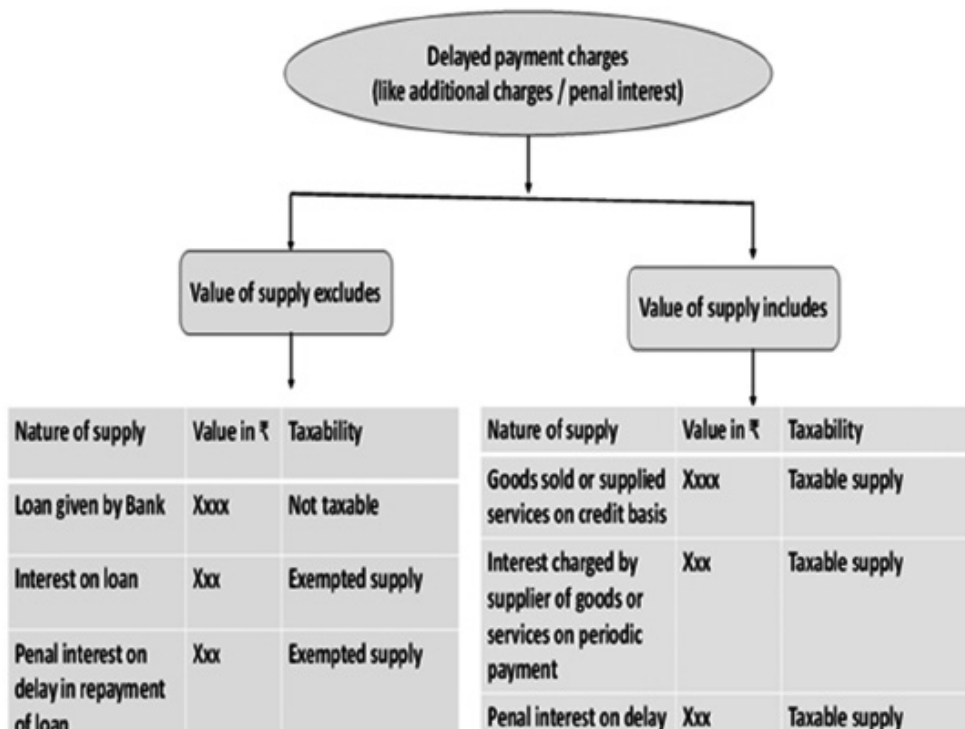 Delayed payment charges
(like additional charges / penal interest)
Value of supply excludes
Value of supply includes
Nature of supply Value in ₹ Taxability
Loan given by Bank Xxxx Not taxable
Interest on loan Xxx Exempted supply
Penal interest on Xxx Exempted supply
delay in repayment
of loan
Nature of supply Value in ₹ Taxability
Goods sold or supplied Xxxx Taxable supply
services on credit basis
Interest charged by Xxx Taxable supply
supplier of goods or
services on periodic
payment
Penal interest on delay Xxx Taxable supply